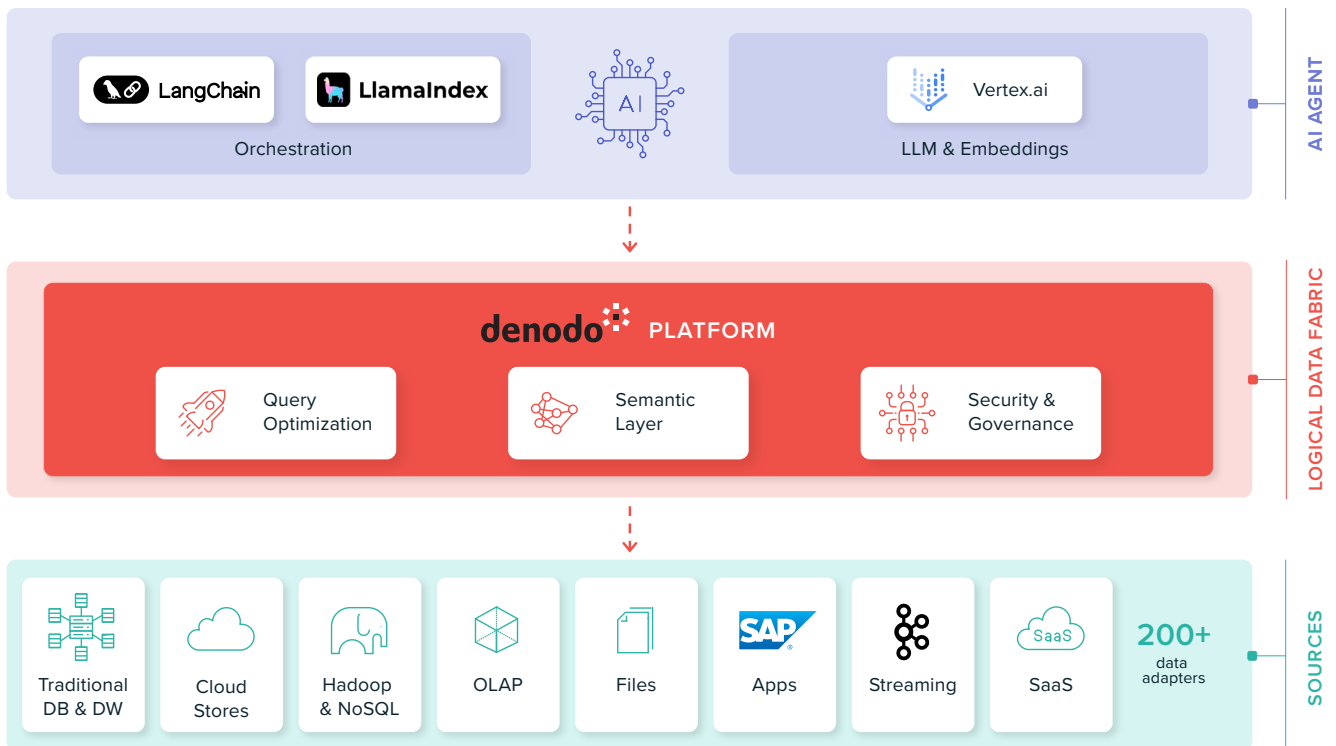 LangChain
LlamaIndex
Orchestration
AI
Vertex.ai
LLM & Embeddings
AI AGENT
denodo PLATFORM
Query
Optimization
Semantic
Layer
Security &
Governance
LOGICAL DATA FABRIC
Traditional
DB & DW
Cloud
Stores
Hadoop
& NoSQL
OLAP
Files
SAP®
Apps
Streaming
SaaS
SaaS
200+
data
adapters
SOURCES